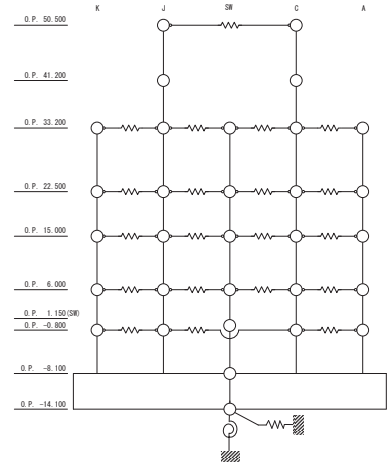 K J SW C A
O.P. 50.500
O.P. 41.200
O.P. 33.200
O.P. 22.500
O.P. 15.000
O.P. 6.000
O.P. 1.150(SW)
O.P. -0.800
O.P. -8.100
O.P. -14.100